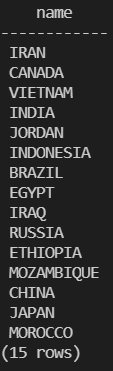 name
------------
IRAN
CANADA
VIETNAM
INDIA
JORDAN
INDONESIA
BRAZIL
EGYPT
IRAQ
RUSSIA
ETHIOPIA
MOZAMBIQUE
CHINA
JAPAN
MOROCCO
(15 rows)